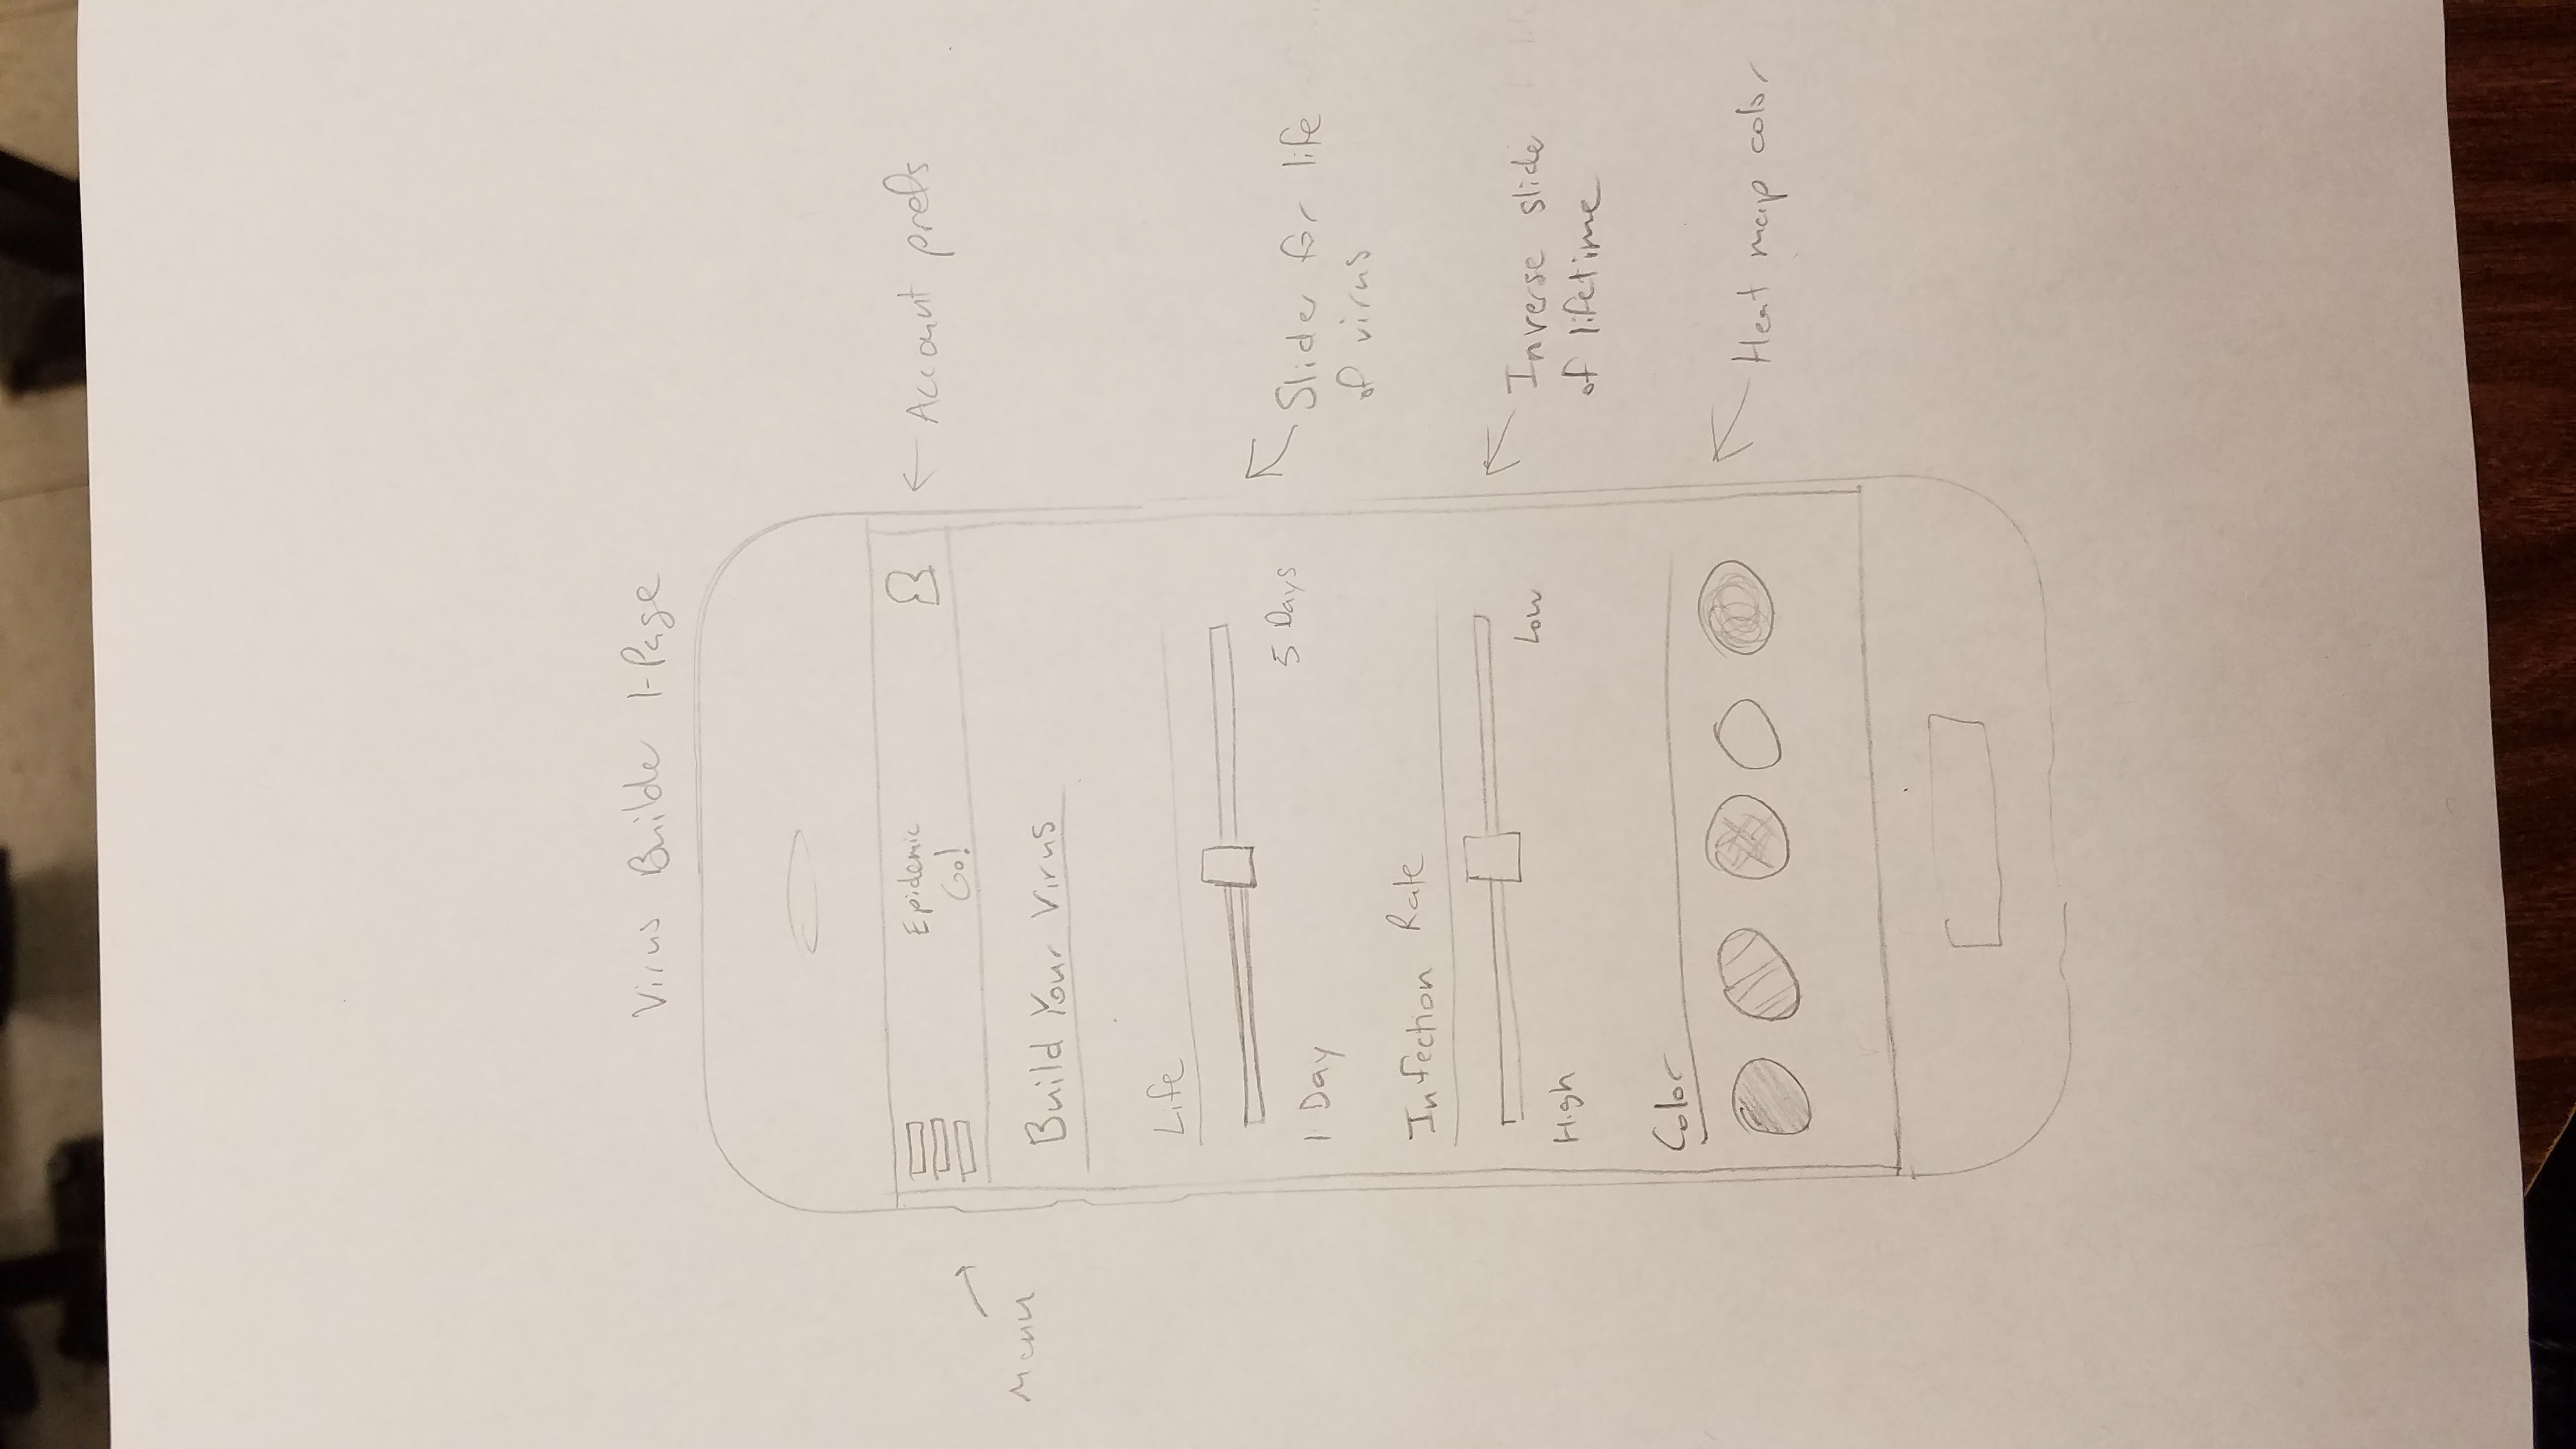 Virus Builder 1-Page
Epidemic
Go!
Account prefs
Menu
Build Your Virus
Life
1 Day
5 Days
Slider for life
of virus
Infection Rate
High
Low
Inverse slide
of lifetime
Color
Heat map color